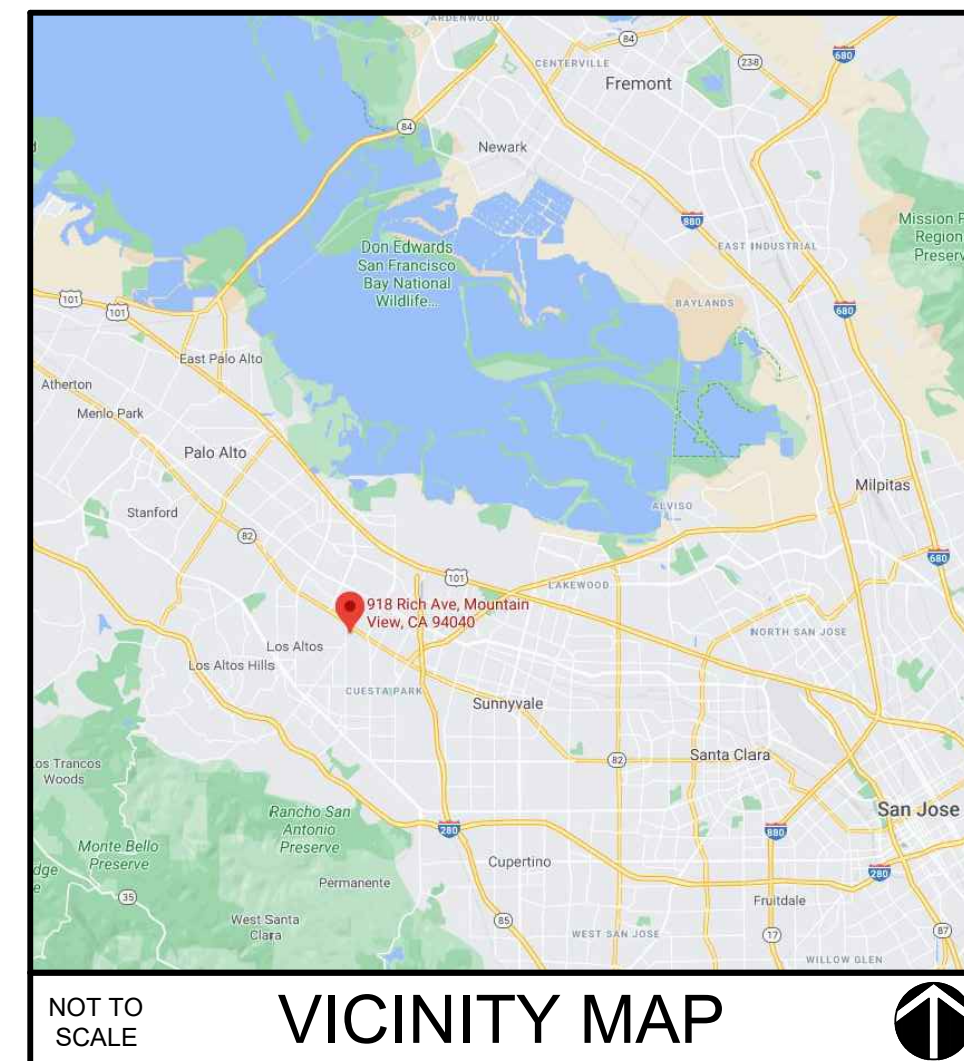 ARDENWOOD
84
680
CENTERVILLE
238
Fremont
84
Newark
880
Mission P
Region
Preserv
Don Edwards
San Francisco
Bay National
Wildlife...
EAST INDUSTRIAL
BAYLANDS
101
101
680
East Palo Alto
Atherton
Menlo Park
Palo Alto
Milpitas
Stanford
ALVISO
82
680
101
LAKEWOOD
918 Rich Ave, Mountain
View, CA 94040
NORTH SAN JOSE
Los Altos
Los Altos Hills
CUESTA PARK
Sunnyvale
82
Santa Clara
os Trancos
Woods
Rancho San
Antonio
Preserve
San Jose
280
880
Monte Bello
Preserve
Cupertino
280
dge
e
Permanente
35
Fruitdale
West Santa
Clara
85
WEST SAN JOSE
17
87
WILLOW GLEN
NOT TO
SCALE
VICINITY MAP